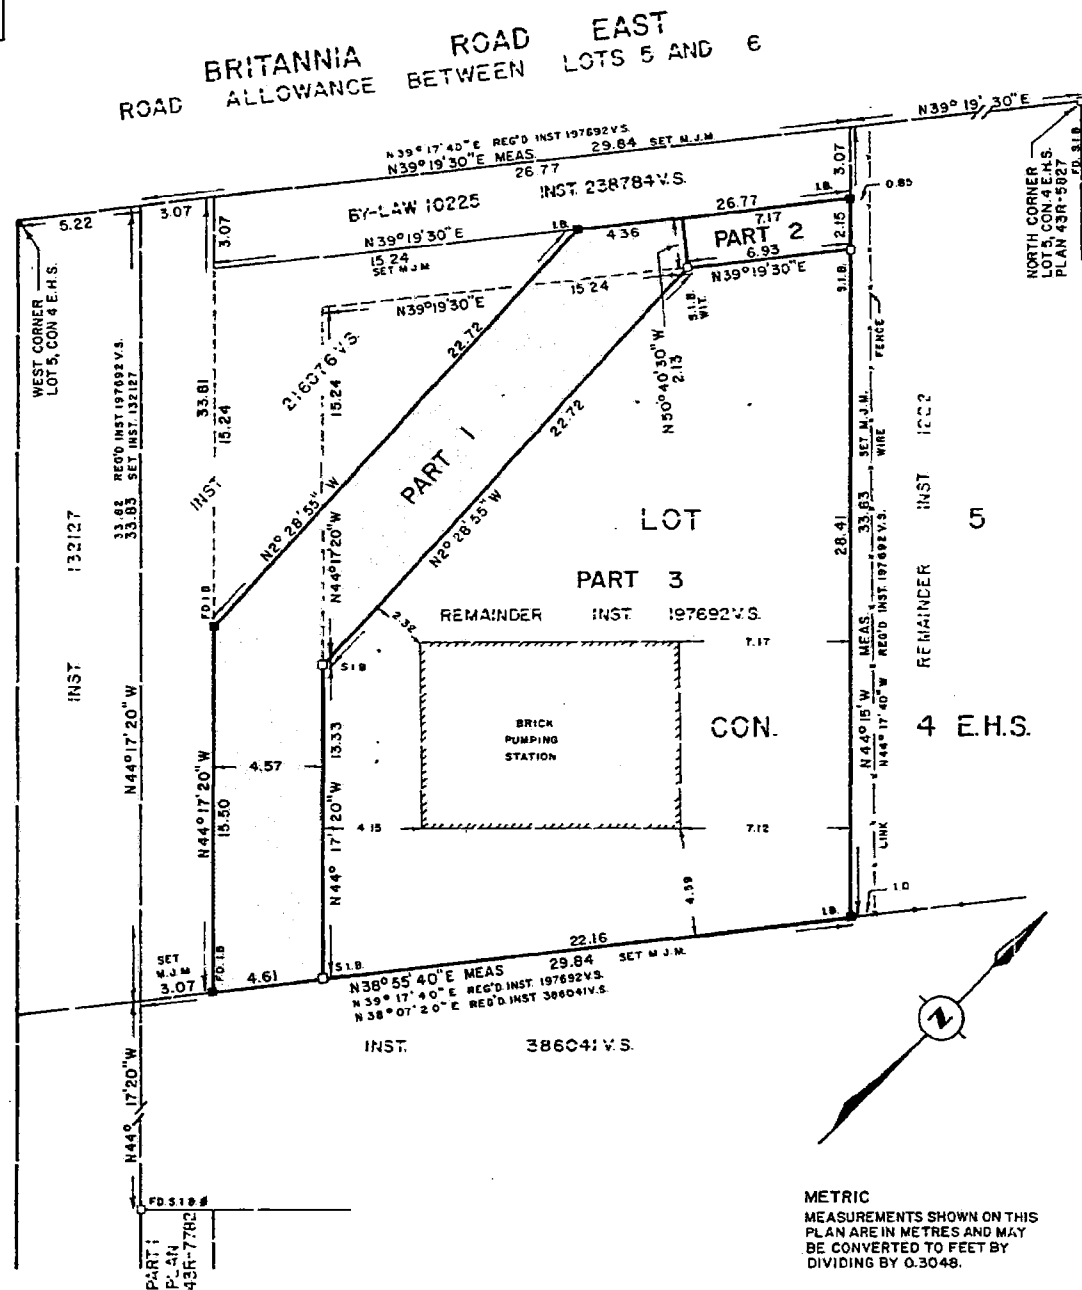 BRITANNIA ROAD EAST
ROAD ALLOWANCE BETWEEN LOTS 5 AND 6
N39° 19' 30"E
N39° 17' 40"E REG'D INST 197692 V.S.
N39° 19' 30"E MEAS. 29.84 SET M.J.M
26.77
3.07
0.85
NORTH CORNER
LOT 5, CON. 4 E.H.S.
PLAN 43R-5827
FD. S.I.B.
5.22
3.07
3.07
BY-LAW 10225
INST. 238784 V.S.
I.B.
26.77
7.17
2.15
WEST CORNER
LOT 5, CON 4 E.H.S.
N39°19'30"E
15.24
SET M.J.M
I.B.
4.36
PART 2
6.93
N39°19'30"E
S.I.B.
S.I.B.
WIT.
N50°40'30"W
2.13
15.24
N39°19'30"E
33.82 REG'D INST 197692 V.S.
33.83 SET INST. 132127
33.81
15.24
INST 216076 V.S.
15.24
22.72
22.72
PART 1
N2° 28' 55" W
N2° 28' 55" W
N44°17'20"W
LOT 5
PART 3
REMAINDER INST. 197692 V.S.
28.41
N44°15'W MEAS. 33.83 SET M.J.M.
N44° 17' 40" W REG'D INST. 197692 V.S.
LINK WIRE FENCE
REMAINDER INST 1202
INST 132127
FD I.B
S I B
2.32
7.17
BRICK
PUMPING
STATION
CON. 4 E.H.S.
N44°17'20"W
N44°17'20"W
15.50
4.57
13.33
N44° 17' 20" W
4.15
7.12
4.59
I.B.
1.0
SET
M.J.M
3.07
FD. I.B
4.61
S I.B.
22.16
N38°55'40"E MEAS 29.84 SET M.J.M.
N 39° 17' 40"E REG'D. INST. 197692 V.S.
N 38° 07' 20"E REG'D. INST 386041 V.S.
INST. 386041 V.S.
N44° 17'20"W
FD. S.I.B.
PART 1
PLAN
43R-7782
Z
METRIC
MEASUREMENTS SHOWN ON THIS
PLAN ARE IN METRES AND MAY
BE CONVERTED TO FEET BY
DIVIDING BY 0.3048.